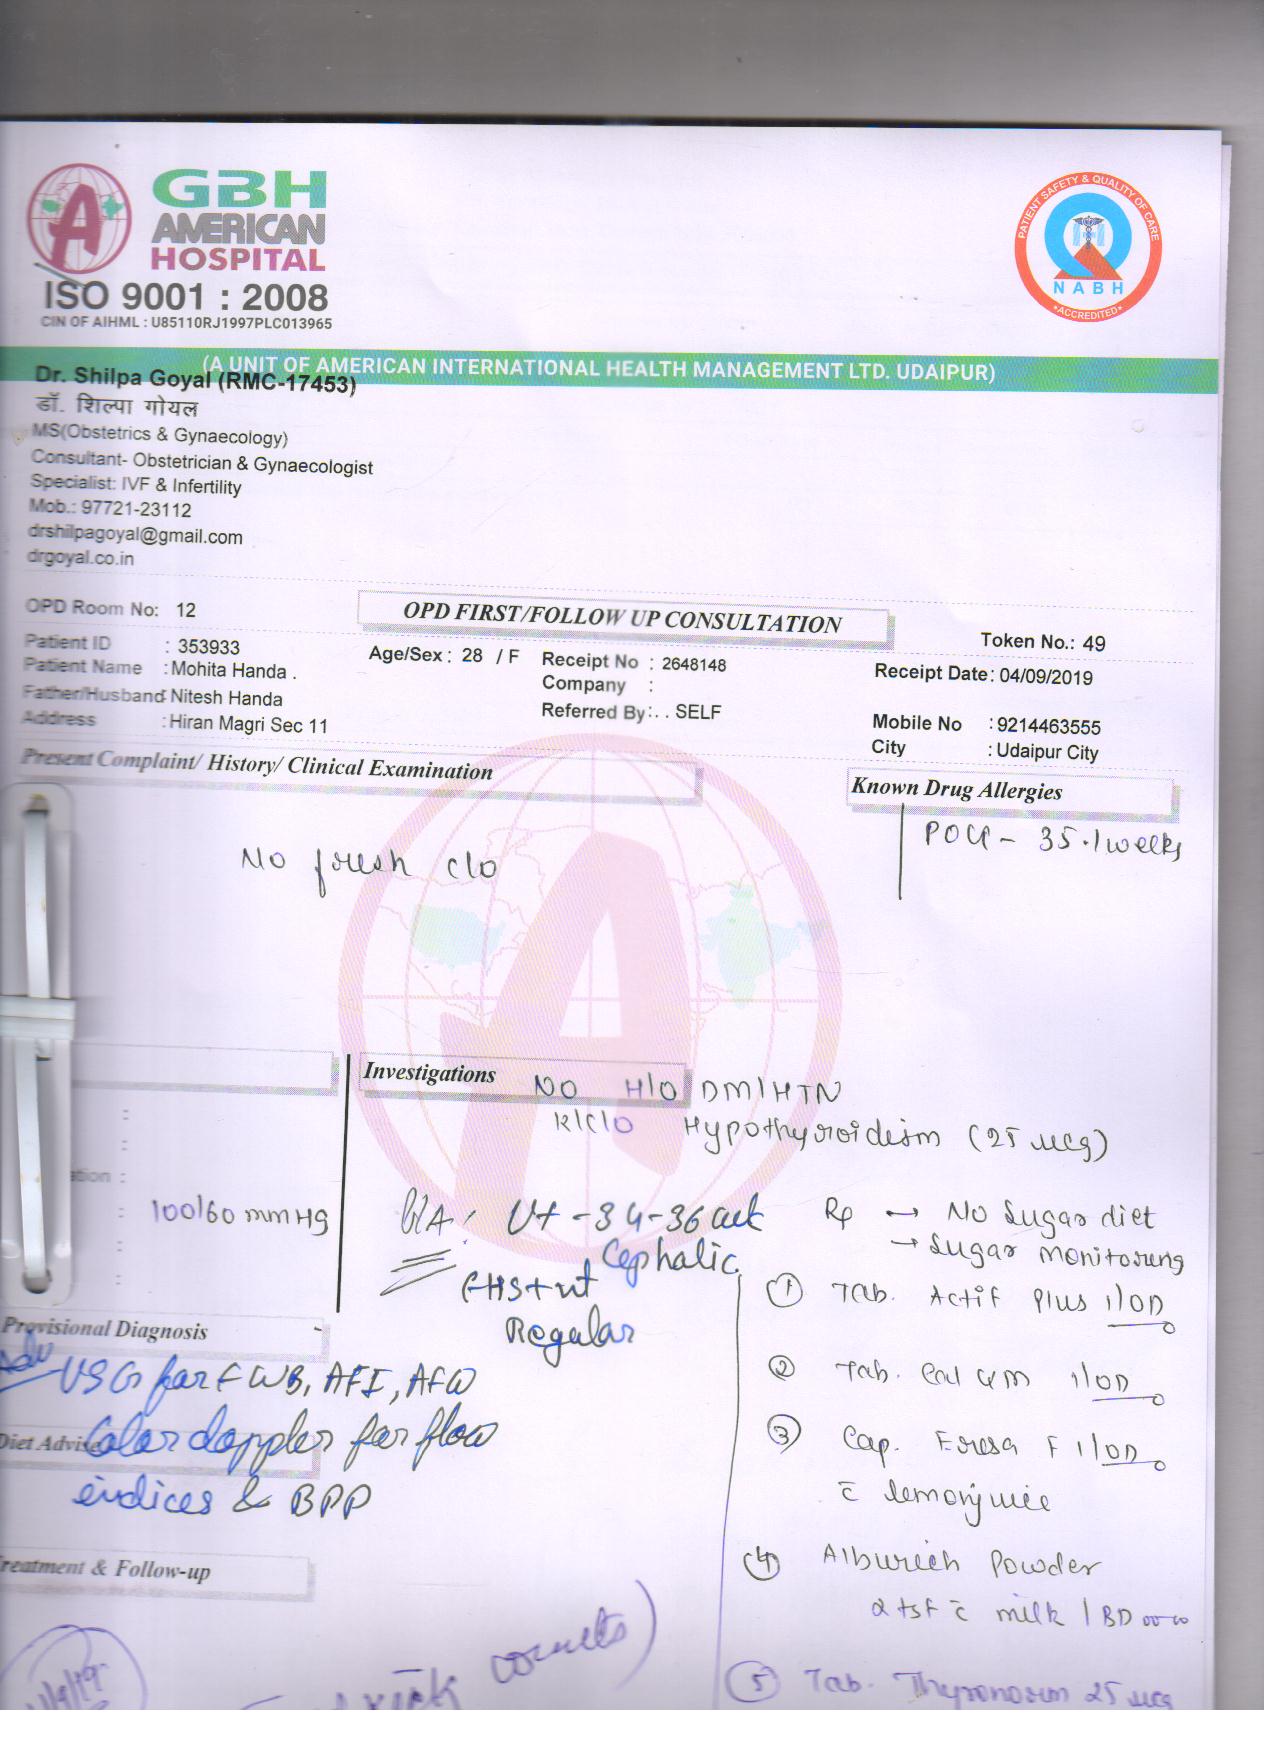 GBH
AMERICAN
HOSPITAL
ISO 9001 : 2008
CIN OF AIHML : U85110RJ1997PLC013965
PATIENT SAFETY & QUALITY OF CARE
NABH
ACCREDITED
(A UNIT OF AMERICAN INTERNATIONAL HEALTH MANAGEMENT LTD. UDAIPUR)
Dr. Shilpa Goyal (RMC-17453)
डॉ. शिल्पा गोयल
MS(Obstetrics & Gynaecology)
Consultant- Obstetrician & Gynaecologist
Specialist: IVF & Infertility
Mob.: 97721-23112
drshilpagoyal@gmail.com
drgoyal.co.in
OPD Room No: 12
OPD FIRST/FOLLOW UP CONSULTATION
Token No.: 49
Patient ID : 353933
Age/Sex : 28 / F
Receipt No : 2648148
Receipt Date: 04/09/2019
Patient Name : Mohita Handa .
Company :
Father/Husband : Nitesh Handa
Referred By : . . SELF
Mobile No : 9214463555
Address : Hiran Magri Sec 11
City : Udaipur City
Present Complaint/ History/ Clinical Examination
Known Drug Allergies
POG - 35.1 weeks
No fresh c/o
Investigations
NO H/O DM/HTN
K/C/O Hypothyroidism (25 mcg)
100/60 mmHg
P/A: Ut - 34-36 wk
Cephalic
FHS + nt
Regular
Rp → No Sugar diet
→ Sugar monitoring
① Tab. Actif Plus 1/OD
② Tab. Cal 1/OD
③ Cap. F 1/OD
c̄ lemonjuice
④ Alburich Powder
2 tsf c̄ milk / BD
⑤ Tab. Thyronorm 25 mcg
Provisional Diagnosis
Adv USG for FWB, AFI, AFW
Diet Advise
Color doppler for flow
indices & BPP
Treatment & Follow-up